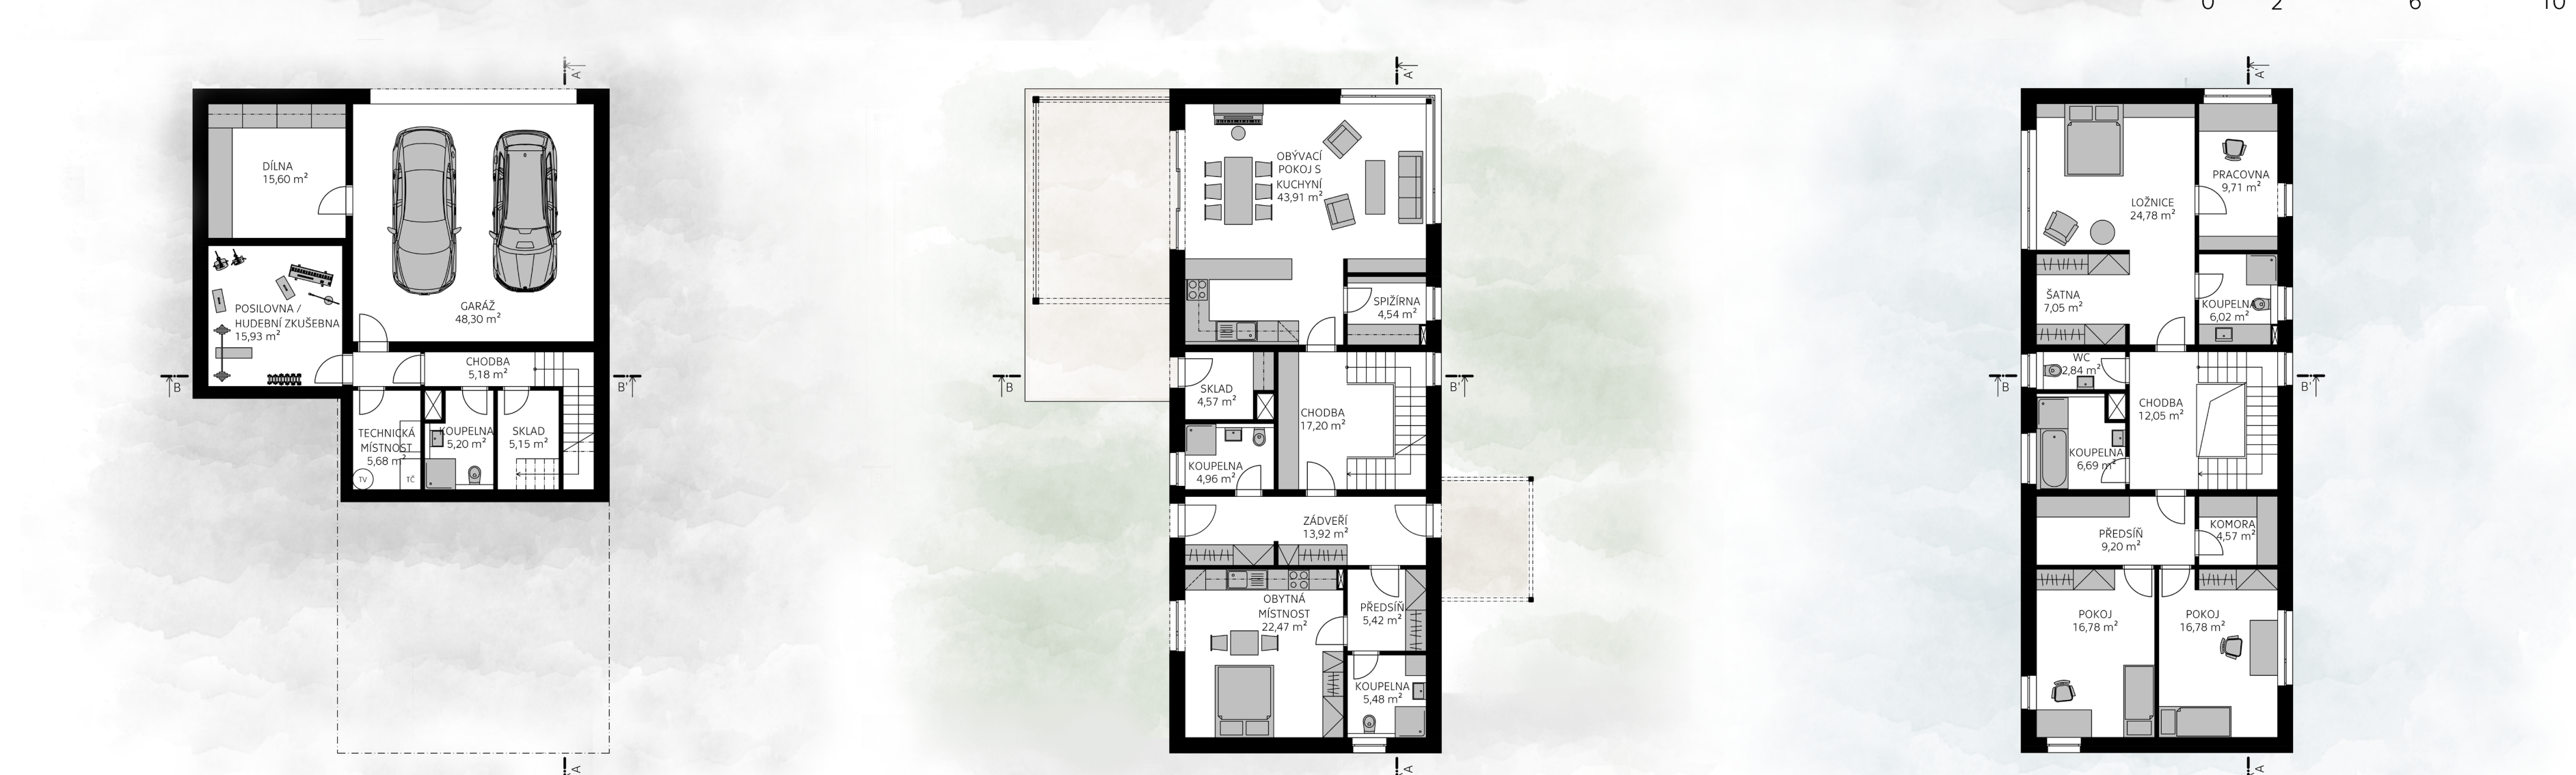 0 2 6 10
A'
DÍLNA
15,60 m²
POSILOVNA /
HUDEBNÍ ZKUŠEBNA
15,93 m²
GARÁŽ
48,30 m²
CHODBA
5,18 m²
B
B'
TECHNICKÁ
MÍSTNOST
5,68 m²
TV
TČ
KOUPELNA
5,20 m²
SKLAD
5,15 m²
A
A'
OBÝVACÍ
POKOJ S
KUCHYNÍ
43,91 m²
SPIŽÍRNA
4,54 m²
B
B'
SKLAD
4,57 m²
CHODBA
17,20 m²
KOUPELNA
4,96 m²
ZÁDVEŘÍ
13,92 m²
OBYTNÁ
MÍSTNOST
22,47 m²
PŘEDSÍŇ
5,42 m²
KOUPELNA
5,48 m²
A
A'
LOŽNICE
24,78 m²
PRACOVNA
9,71 m²
ŠATNA
7,05 m²
KOUPELNA
6,02 m²
WC
2,84 m²
B
B'
CHODBA
12,05 m²
KOUPELNA
6,69 m²
PŘEDSÍŇ
9,20 m²
KOMORA
4,57 m²
POKOJ
16,78 m²
POKOJ
16,78 m²
A